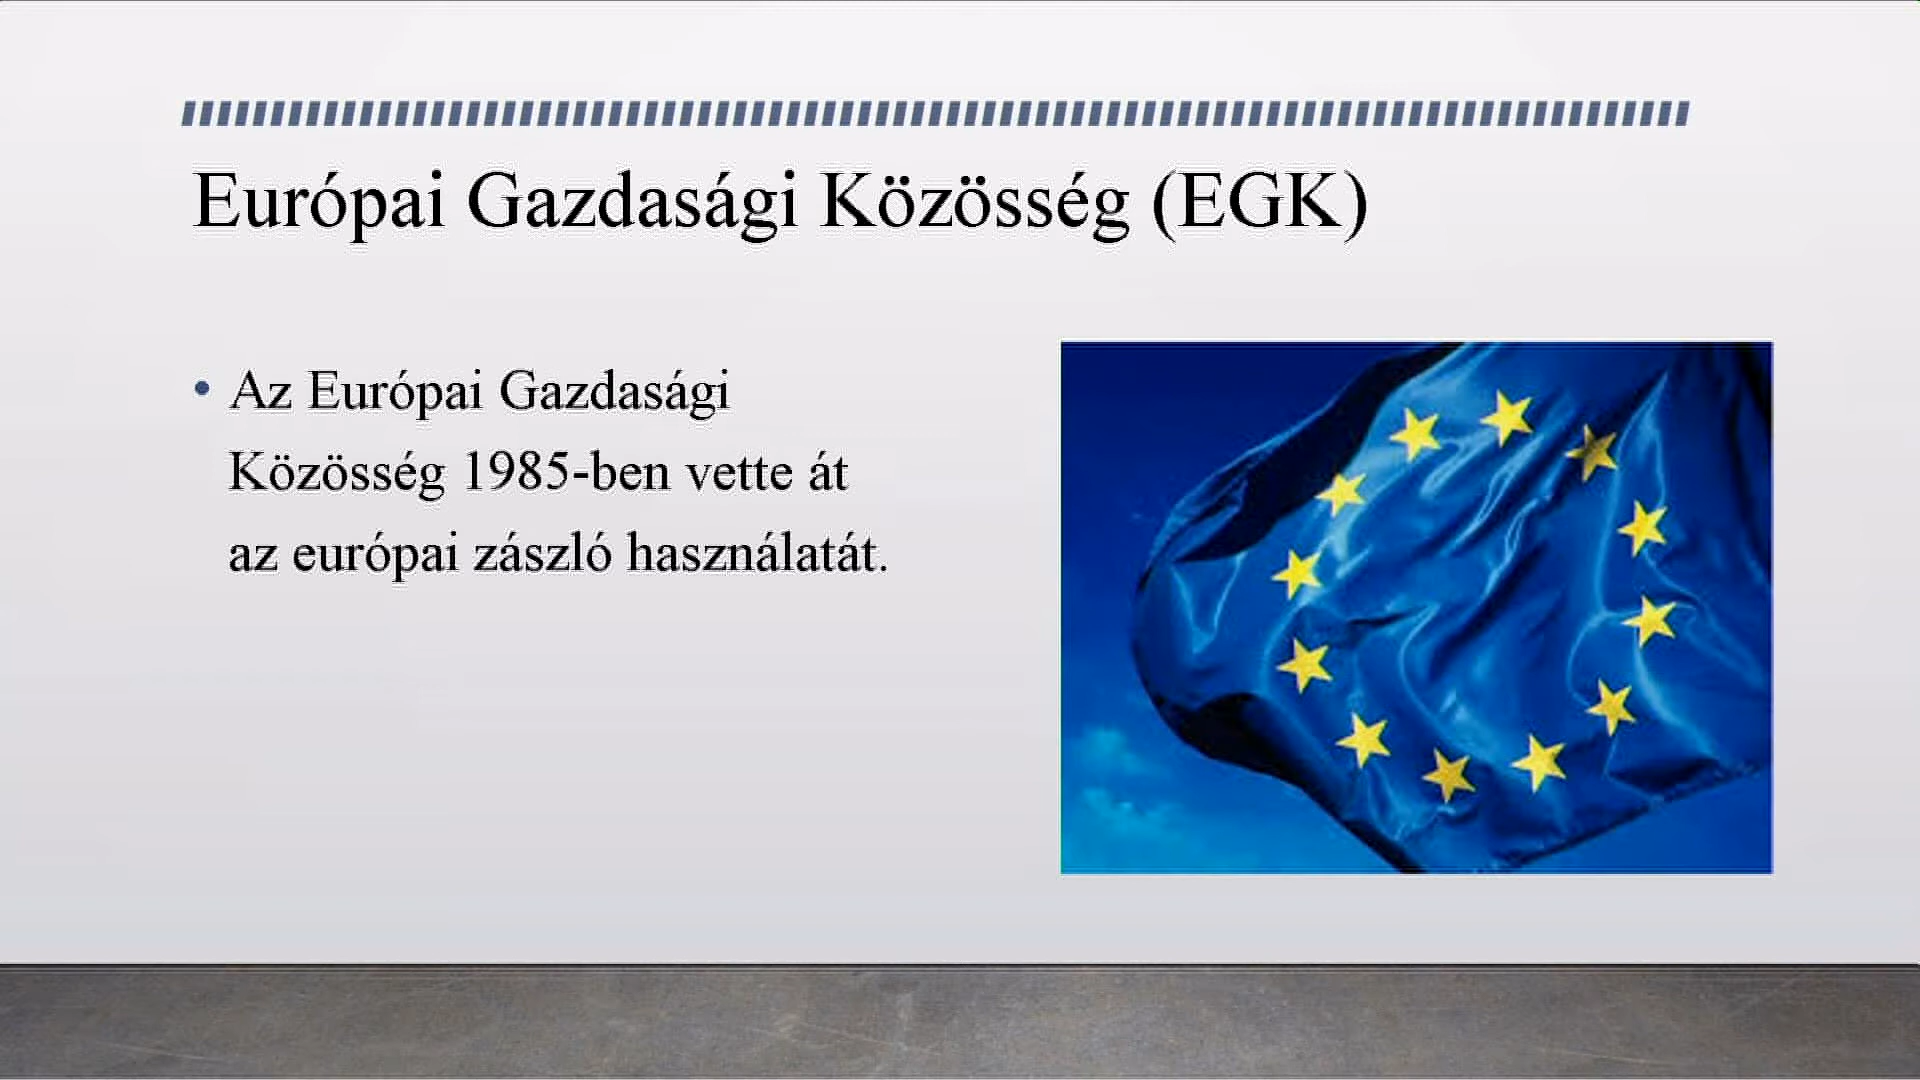 Európai Gazdasági Közösség (EGK)
• Az Európai Gazdasági
Közösség 1985-ben vette át
az európai zászló használatát.